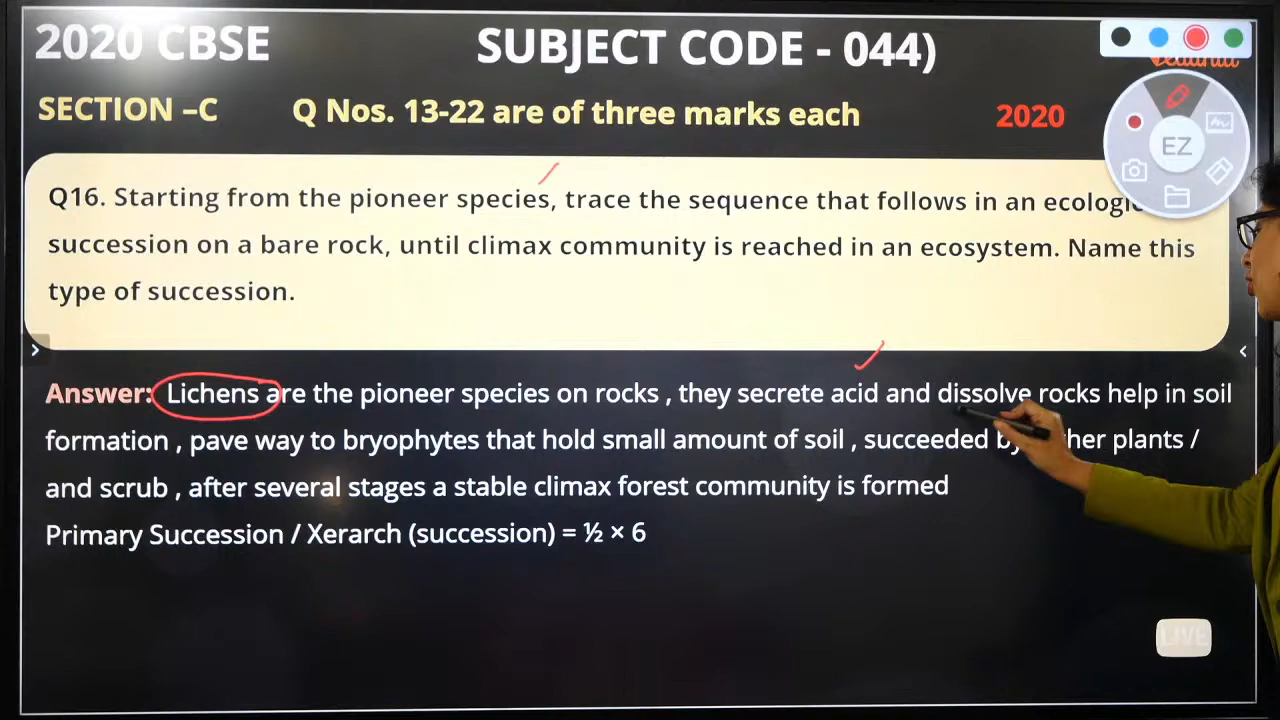 2020 CBSE SUBJECT CODE - 044)
SECTION –C Q Nos. 13-22 are of three marks each 2020
EZ
Q16. Starting from the pioneer species, trace the sequence that follows in an
succession on a bare rock, until climax community is reached in an ecosystem. Name this
type of succession.
Answer: Lichens are the pioneer species on rocks , they secrete acid and dissolve rocks help in soil
formation , pave way to bryophytes that hold small amount of soil , succeeded plants /
and scrub , after several stages a stable climax forest community is formed
Primary Succession / Xerarch (succession) = ½ × 6
LIVE